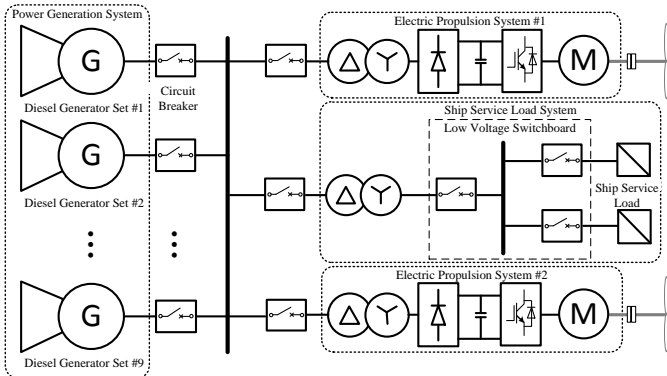 Power Generation System
G
Diesel Generator Set #1
Circuit
Breaker
G
Diesel Generator Set #2
G
Diesel Generator Set #9
Electric Propulsion System #1
M
Ship Service Load System
Low Voltage Switchboard
Ship Service
Load
Electric Propulsion System #2
M